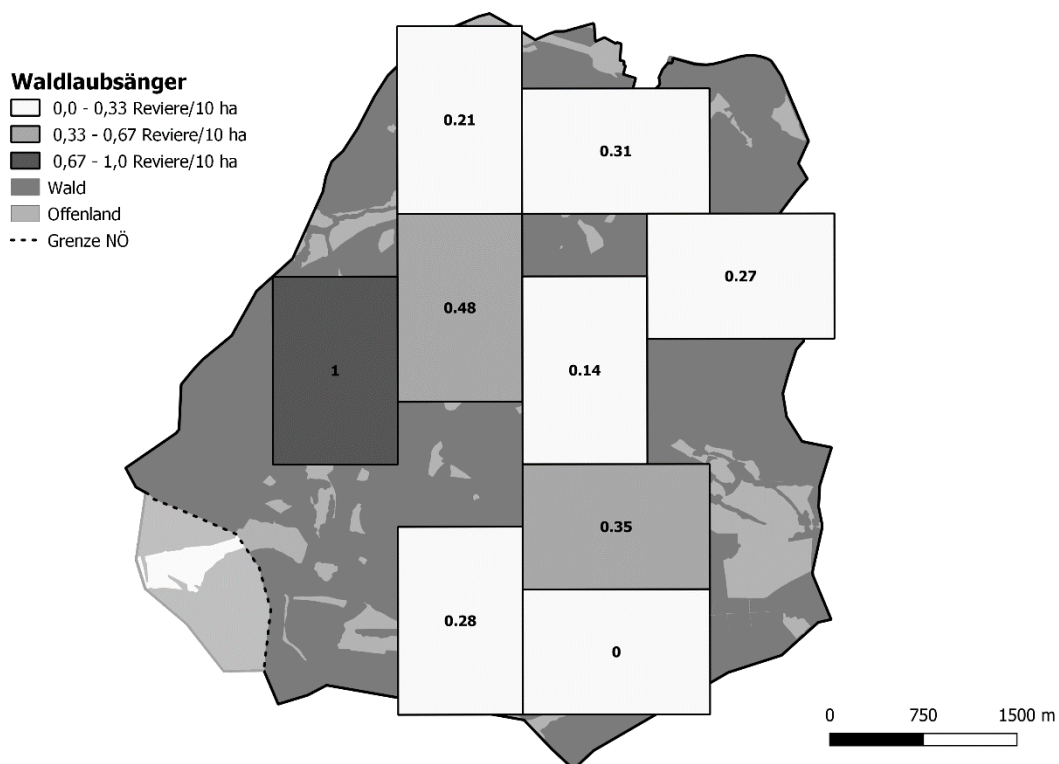 Waldlaubsänger
0,0 - 0,33 Reviere/10 ha
0,33 - 0,67 Reviere/10 ha
0,67 - 1,0 Reviere/10 ha
Wald
Offenland
Grenze NÖ
0.21
0.31
0.27
0.48
1
0.14
0.35
0.28
0
0 750 1500 m